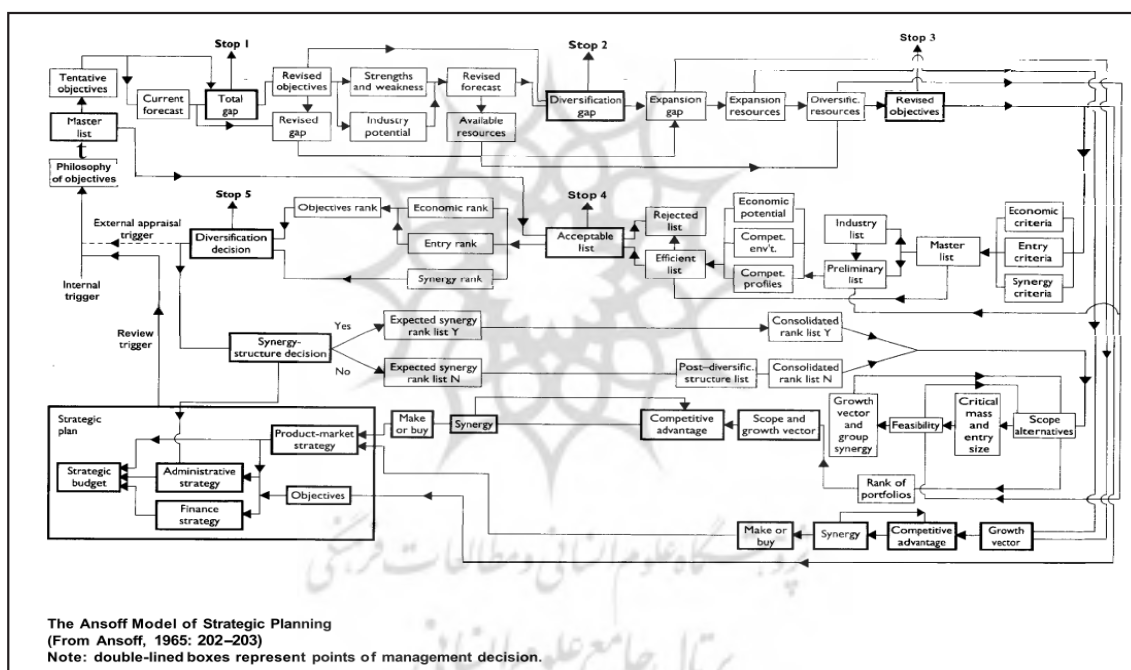 Stop 1
Stop 2
Stop 3
Tentative
objectives
Current
forecast
Total
gap
Revised
objectives
Strengths
and weakness
Revised
forecast
Diversification
gap
Expansion
gap
Expansion
resources
Diversific.
resources
Revised
objectives
Master
list
Revised
gap
Industry
potential
Available
resources
Philosophy
of objectives
Stop 5
Stop 4
External appraisal
trigger
Diversification
decision
Objectives rank
Economic rank
Entry rank
Synergy rank
Acceptable
list
Rejected
list
Efficient
list
Economic
potential
Compet.
env't.
Compet.
profiles
Industry
list
Preliminary
list
Master
list
Economic
criteria
Entry
criteria
Synergy
criteria
Internal
trigger
Review
trigger
Synergy-
structure decision
Yes
No
Expected synergy
rank list Y
Expected synergy
rank list N
Consolidated
rank list Y
Post–diversific.
structure list
Consolidated
rank list N
Strategic
plan
Strategic
budget
Product-market
strategy
Administrative
strategy
Finance
strategy
Objectives
Make
or buy
Synergy
Competitive
advantage
Scope and
growth vector
Growth
vector
and
group
synergy
Feasibility
Critical
mass
and
entry
size
Scope
alternatives
Rank of
portfolios
Make or
buy
Synergy
Competitive
advantage
Growth
vector
پژوهشگاه علوم انسانی و مطالعات فرهنگی
پرتال جامع علوم انسانی
The Ansoff Model of Strategic Planning
(From Ansoff, 1965: 202–203)
Note: double-lined boxes represent points of management decision.